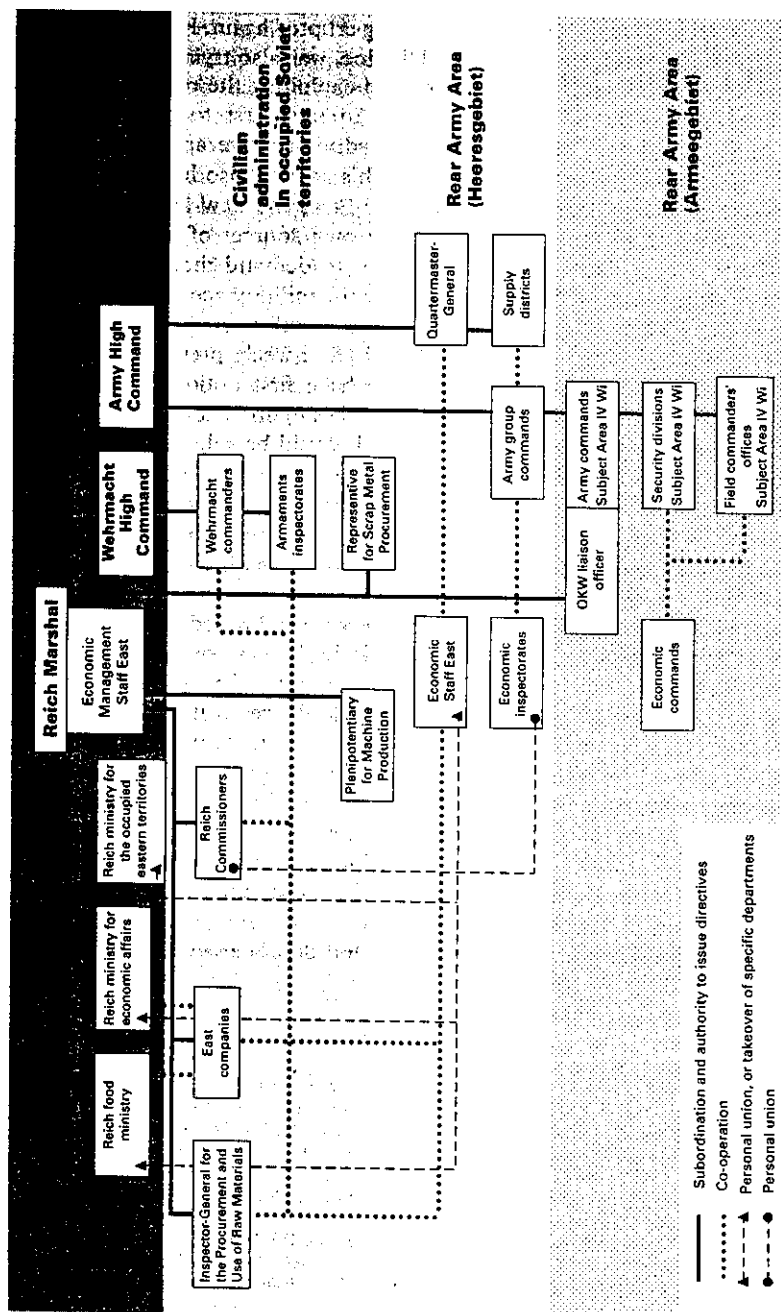 Reich Marshal
Economic
Management
Staff East
Wehrmacht
High
Command
Army High
Command
Reich food
ministry
Reich ministry for
economic affairs
Reich ministry for
the occupied
eastern territories
Civilian
administration
in occupied Soviet
territories
Inspector-General for
the Procurement and
Use of Raw Materials
East
companies
Reich
Commissioners
Wehrmacht
commanders
Armaments
inspectorates
Plenipotentiary
for Machine
Production
Representive
for Scrap Metal
Procurement
Rear Army Area
(Heeresgebiet)
Economic
Staff East
Quartermaster-
General
Economic
inspectorates
Army group
commands
Supply
districts
Rear Army Area
(Armeegebiet)
OKW liaison
officer
Army commands
Subject Area IV Wi
Economic
commands
Security divisions
Subject Area IV Wi
Field commanders'
offices
Subject Area IV Wi
Subordination and authority to issue directives
Co-operation
Personal union, or takeover of specific departments
Personal union